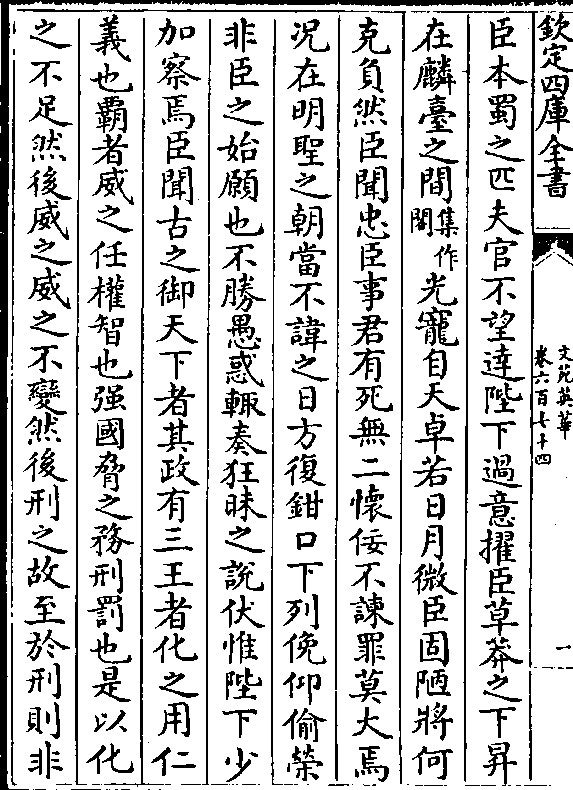 欽定四庫全書
文苑英華
卷六百七十四
一
臣本蜀之匹夫官不望達陛下過意擢臣草莽之下昇
在麟臺之間集作閣光寵自天卓若日月微臣固陋將何
克負然臣聞忠臣事君有死無二懷佞不諫罪莫大焉
况在明聖之朝當不諱之日方復鉗口下列俛仰偷榮
非臣之始願也不勝愚惑輙奏狂昧之說伏惟陛下少
加察焉臣聞古之御天下者其政有三王者化之用仁
義也霸者威之任權智也强國脅之務刑罰也是以化
之不足然後威之威之不變然後刑之故至於刑則非